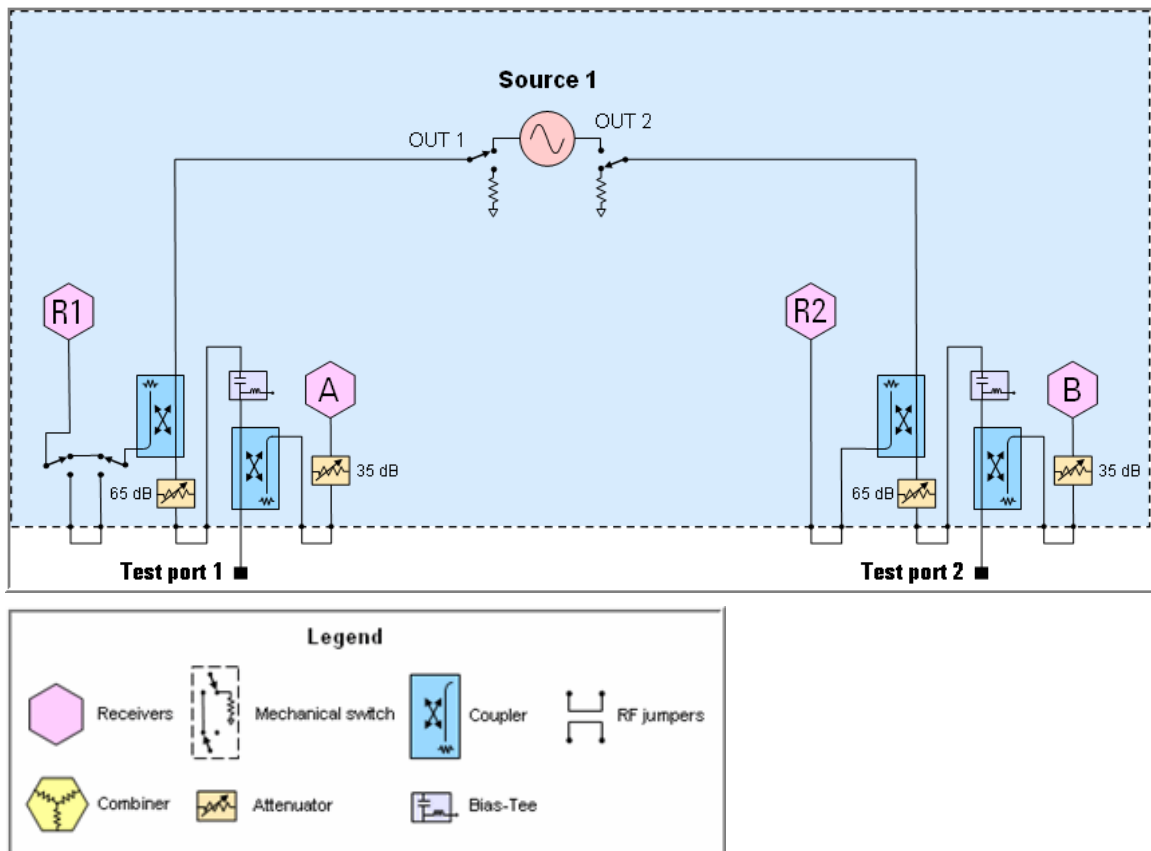 Source 1
OUT 1
OUT 2
R1
R2
A
B
65 dB
35 dB
65 dB
35 dB
Test port 1
Test port 2
Legend
Receivers
Mechanical switch
Coupler
RF jumpers
Combiner
Attenuator
Bias-Tee